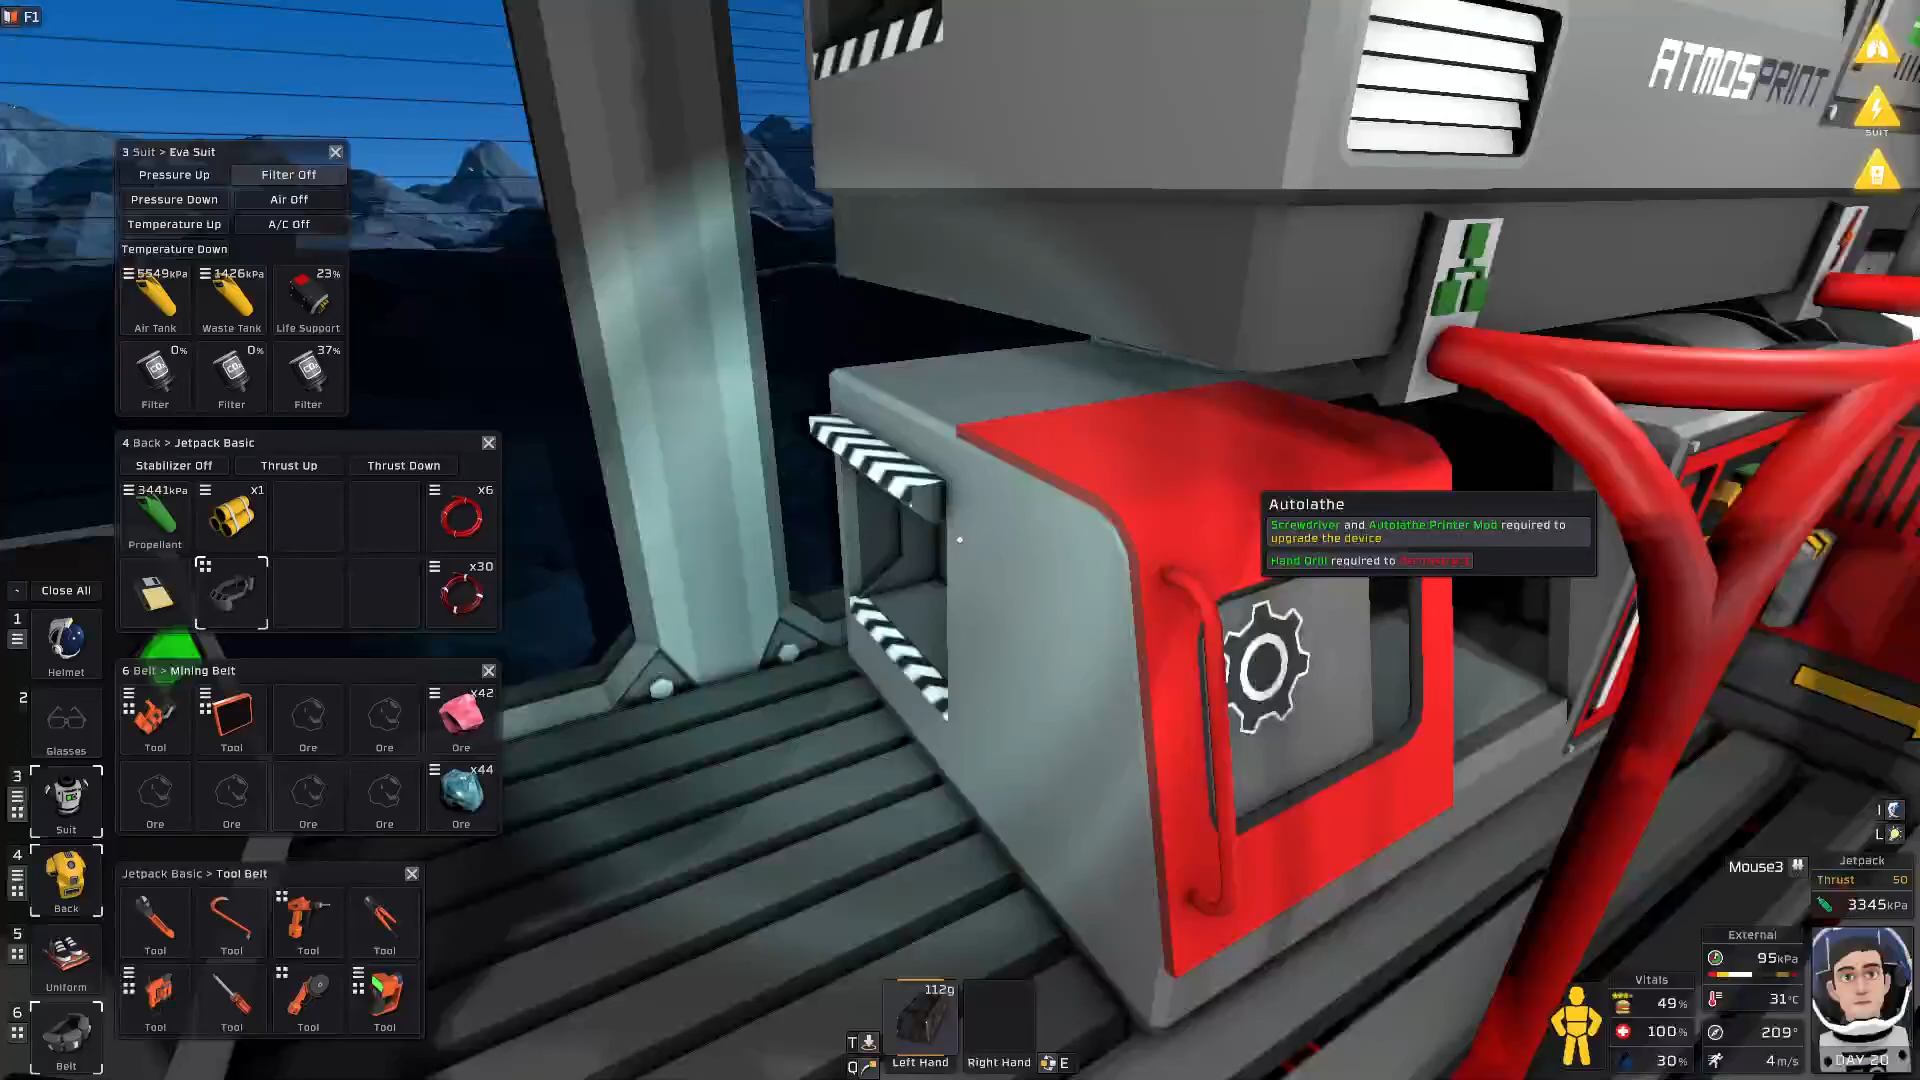 F1
ATMOSPRINT
SUIT
3 Suit > Eva Suit
Pressure Up
Filter Off
Pressure Down
Air Off
Temperature Up
A/C Off
Temperature Down
5549kPa
1426kPa
23%
Air Tank
Waste Tank
Life Support
0%
0%
37%
Filter
Filter
Filter
4 Back > Jetpack Basic
Stabilizer Off
Thrust Up
Thrust Down
3441kPa
x1
x6
Propellant
x30
Autolathe
Screwdriver and Autolathe Printer Mod required to
upgrade the device
Hand Drill required to
Close All
1
Helmet
2
Glasses
3
Suit
4
Back
5
Uniform
6
Belt
6 Belt > Mining Belt
x42
Tool
Tool
Ore
Ore
Ore
x44
Ore
Ore
Ore
Ore
Ore
Jetpack Basic > Tool Belt
Tool
Tool
Tool
Tool
Tool
Tool
Tool
Tool
112g
T
Q
Left Hand
Right Hand
E
I
L
Mouse3
Jetpack
Thrust 50
3345kPa
External
95kPa
31°C
209°
4m/s
Vitals
49%
100%
30%
DAY 20